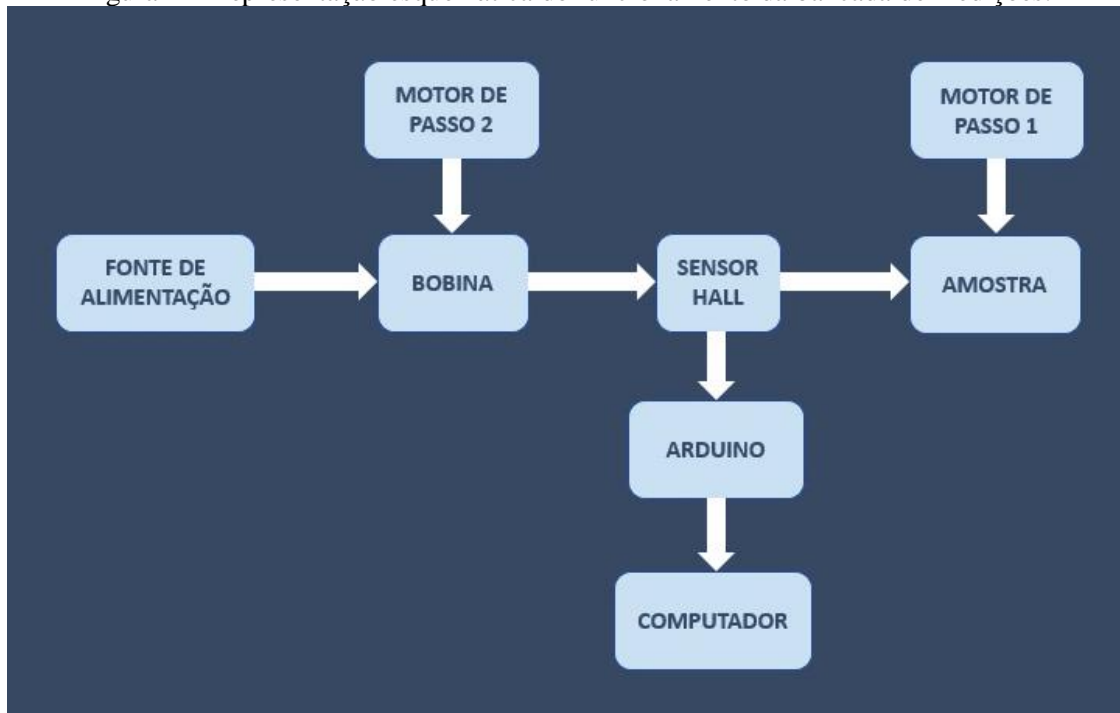 MOTOR DE
PASSO 2
MOTOR DE
PASSO 1
FONTE DE
ALIMENTAÇÃO
BOBINA
SENSOR
HALL
AMOSTRA
ARDUINO
COMPUTADOR